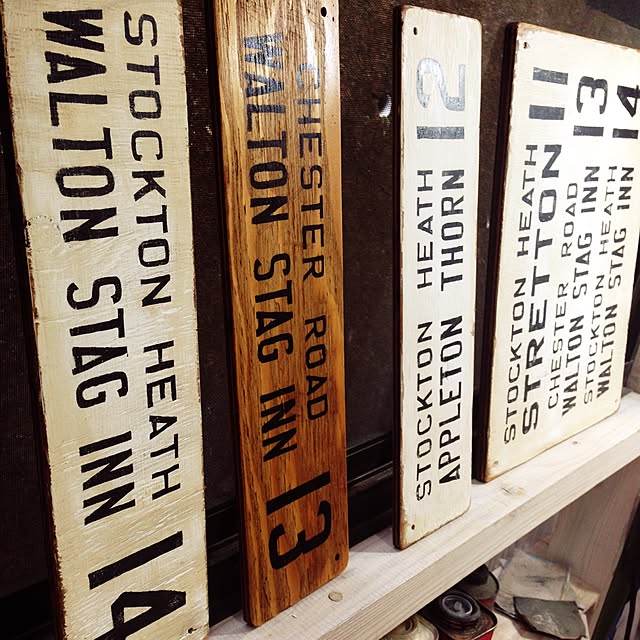 STOCKTON HEATH
WALTON STAG INN 14
CHESTER ROAD
WALTON STAG INN 13
STOCKTON HEATH
APPLETON THORN 12
STOCKTON HEATH
STRETTON 11
CHESTER ROAD
WALTON STAG INN 13
STOCKTON HEATH
WALTON STAG INN 14